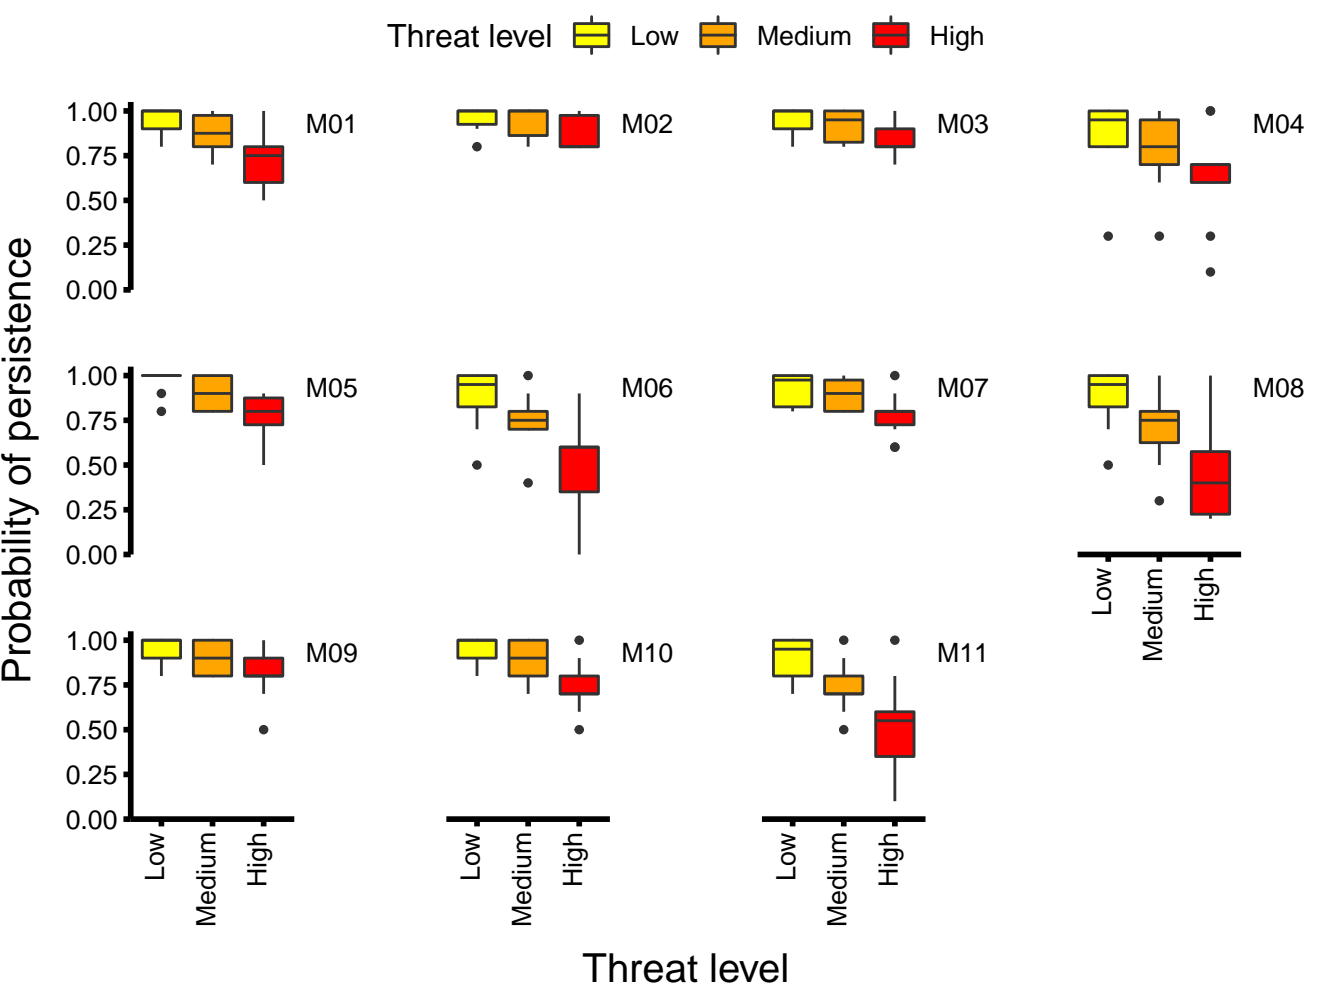 Threat level Low Medium High
Probability of persistence
1.00 M01 M02 M03 M04
0.75
0.50
0.25
0.00
1.00 M05 M06 M07 M08
0.75
0.50
0.25
0.00
Low Medium High
1.00 M09 M10 M11
0.75
0.50
0.25
0.00
Low Medium High Low Medium High Low Medium High
Threat level